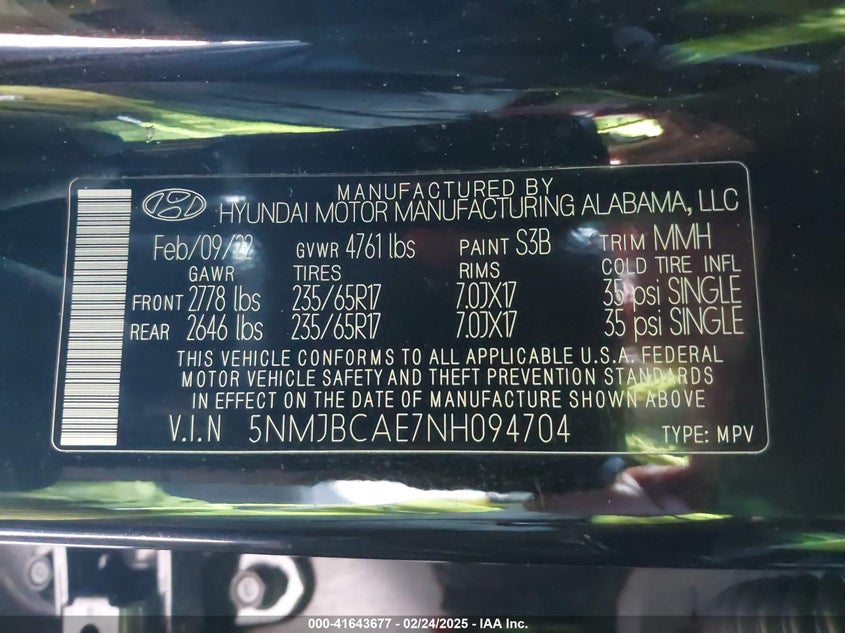 MANUFACTURED BY
HYUNDAI MOTOR MANUFACTURING ALABAMA, LLC
Feb/09/22 GVWR 4761 lbs PAINT S3B TRIM MMH
GAWR TIRES RIMS COLD TIRE INFL
FRONT 2778 lbs 235/65R17 7.0JX17 35 psi SINGLE
REAR 2646 lbs 235/65R17 7.0JX17 35 psi SINGLE
THIS VEHICLE CONFORMS TO ALL APPLICABLE U.S.A. FEDERAL
MOTOR VEHICLE SAFETY AND THEFT PREVENTION STANDARDS
IN EFFECT ON THE DATE OF MANUFACTURE SHOWN ABOVE
V.I.N 5NMJBCAE7NH094704 TYPE: MPV
000-41643677 - 02/24/2025 - IAA Inc.